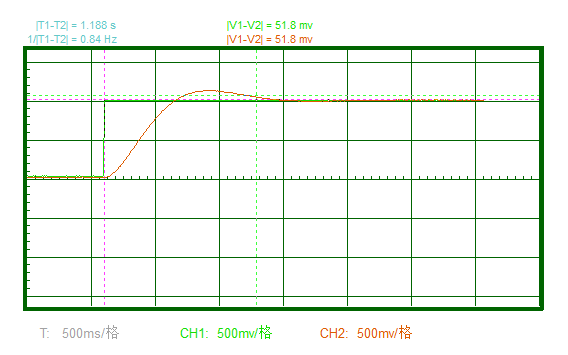 |T1-T2| = 1.188 s |V1-V2| = 51.8 mv
1/|T1-T2| = 0.84 Hz |V1-V2| = 51.8 mv
T: 500ms/格 CH1: 500mv/格 CH2: 500mv/格